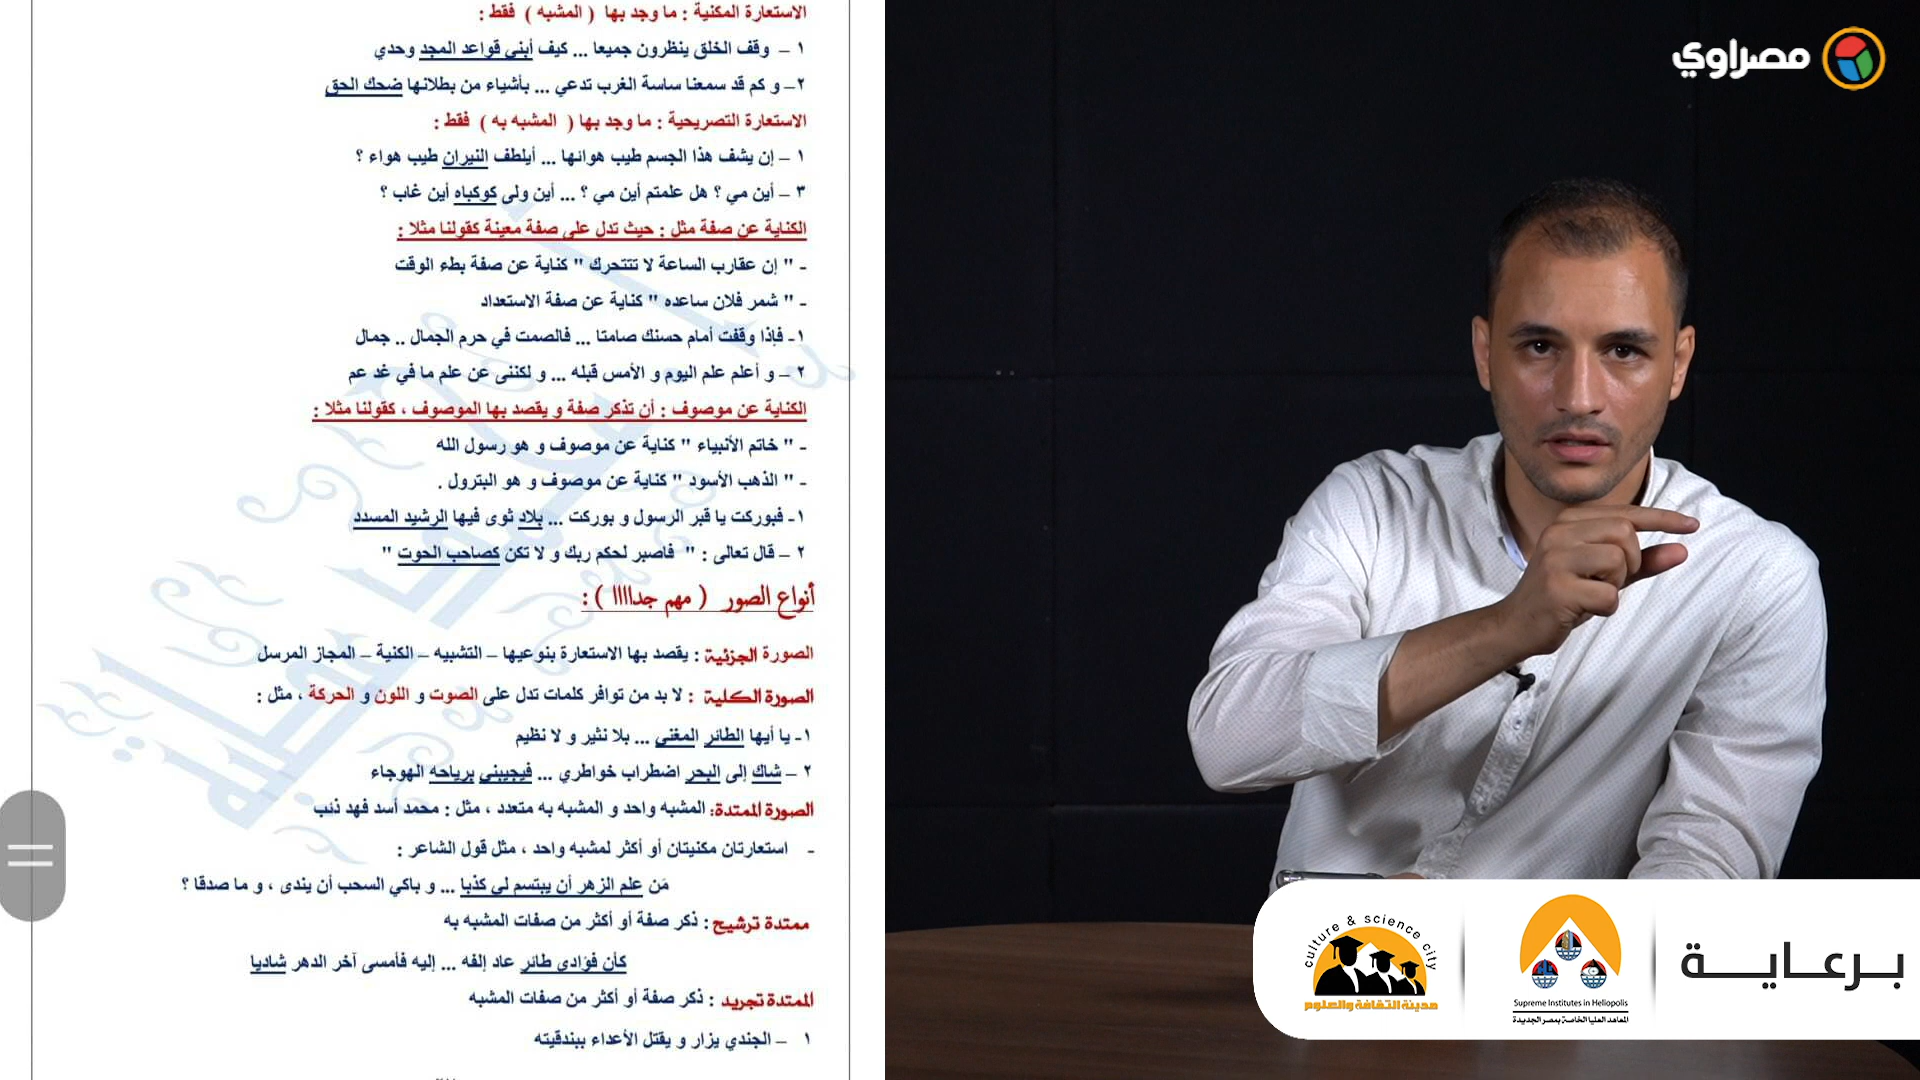 الاستعارة المكنية : ما وجد بها ( المشبه ) فقط :
١ – وقف الخلق ينظرون جميعا ... كيف أبني قواعد المجد وحدي
٢– و كم قد سمعنا ساسة الغرب تدعي ... بأشياء من بطلانها ضحك الحق
الاستعارة التصريحية : ما وجد بها ( المشبه به ) فقط :
١ – إن يشف هذا الجسم طيب هوائها ... أيلطف النيران طيب هواء ؟
٣ – أين مي ؟ هل علمتم أين مي ؟ ... أين ولى كوكباه أين غاب ؟
الكناية عن صفة مثل : حيث تدل على صفة معينة كقولنا مثلا :
- " إن عقارب الساعة لا تتتحرك " كناية عن صفة بطء الوقت
- " شمر فلان ساعده " كناية عن صفة الاستعداد
١- فإذا وقفت أمام حسنك صامتا ... فالصمت في حرم الجمال .. جمال
٢ – و أعلم علم اليوم و الأمس قبله ... و لكننى عن علم ما في غد عم
الكناية عن موصوف : أن تذكر صفة و يقصد بها الموصوف ، كقولنا مثلا :
- " خاتم الأنبياء " كناية عن موصوف و هو رسول الله
- " الذهب الأسود " كناية عن موصوف و هو البترول .
١- فبوركت يا قبر الرسول و بوركت ... بلاد ثوى فيها الرشيد المسدد
٢ – قال تعالى : " فاصبر لحكم ربك و لا تكن كصاحب الحوت "
أنواع الصور ( مهم جداااا ) :
الصورة الجزئية : يقصد بها الاستعارة بنوعيها – التشبيه – الكنية – المجاز المرسل
الصورة الكلية : لا بد من توافر كلمات تدل على الصوت و اللون و الحركة ، مثل :
١- يا أيها الطائر المغني ... بلا نثير و لا نظيم
٢ – شاك إلى البحر اضطراب خواطري ... فيجيبني برياحه الهوجاء
الصورة الممتدة: المشبه واحد و المشبه به متعدد ، مثل : محمد أسد فهد ذئب
- استعارتان مكنيتان أو أكثر لمشبه واحد ، مثل قول الشاعر :
مَن علم الزهر أن يبتسم لي كذبا ... و باكي السحب أن يندى ، و ما صدقا ؟
ممتدة ترشيح : ذكر صفة أو أكثر من صفات المشبه به
كأن فؤادي طائر عاد إلفه ... إليه فأمسى آخر الدهر شاديا
الممتدة تجريد : ذكر صفة أو أكثر من صفات المشبه
١ – الجندي يزار و يقتل الأعداء ببندقيته
مصراوي
برعاية
Supreme Institutes in Heliopolis
المعاهد العليا الخاصة بمصر الجديدة
culture & science city
مدينة الثقافة والعلوم